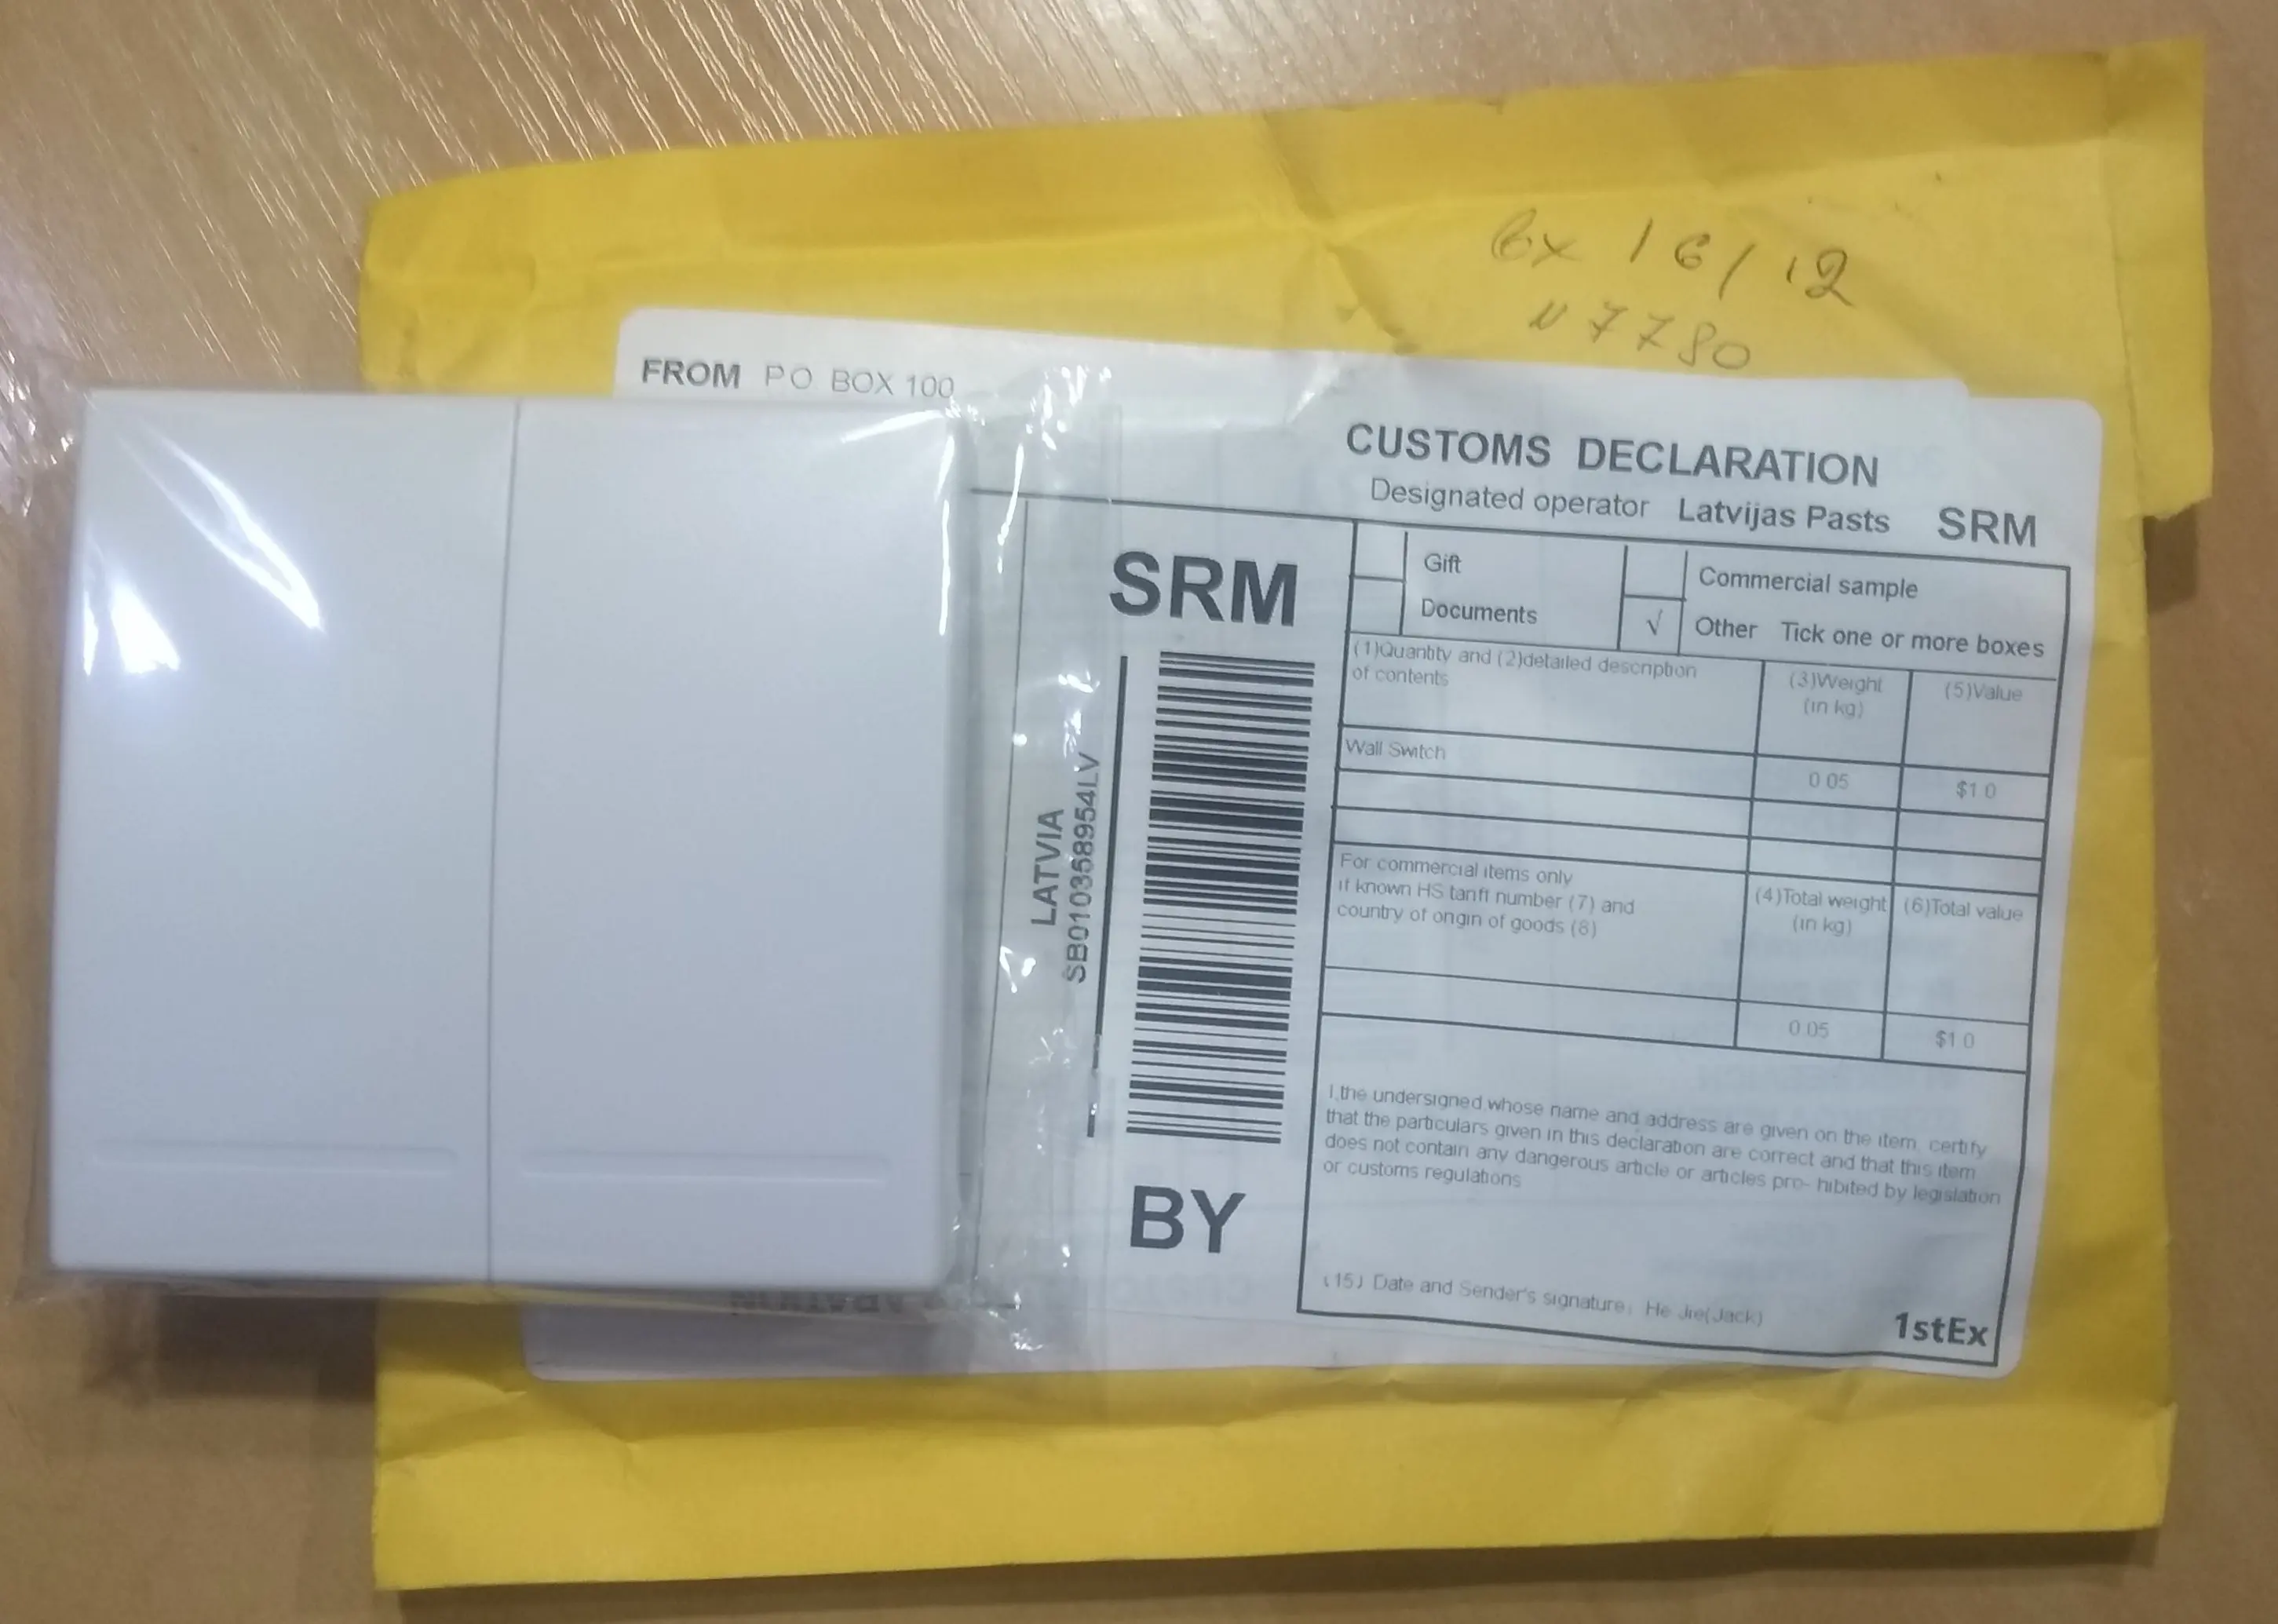 вх 16/12
N 7780
FROM PO BOX 100
CUSTOMS DECLARATION
Designated operator Latvijas Pasts SRM
SRM
LATVIA
SB010358954LV
BY
Gift
Commercial sample
Documents
√ Other Tick one or more boxes
(1)Quantity and (2)detailed description
of contents
(3)Weight
(in kg)
(5)Value
Wall Switch
0.05
$1.0
For commercial items only
If known HS tariff number (7) and
country of origin of goods (8)
(4)Total weight
(in kg)
(6)Total value
0.05
$1.0
I,the undersigned whose name and address are given on the item, certify
that the particulars given in this declaration are correct and that this item
does not contain any dangerous article or articles pro- hibited by legislation
or customs regulations
(15) Date and Sender's signature: He Jie(Jack)
1stEx